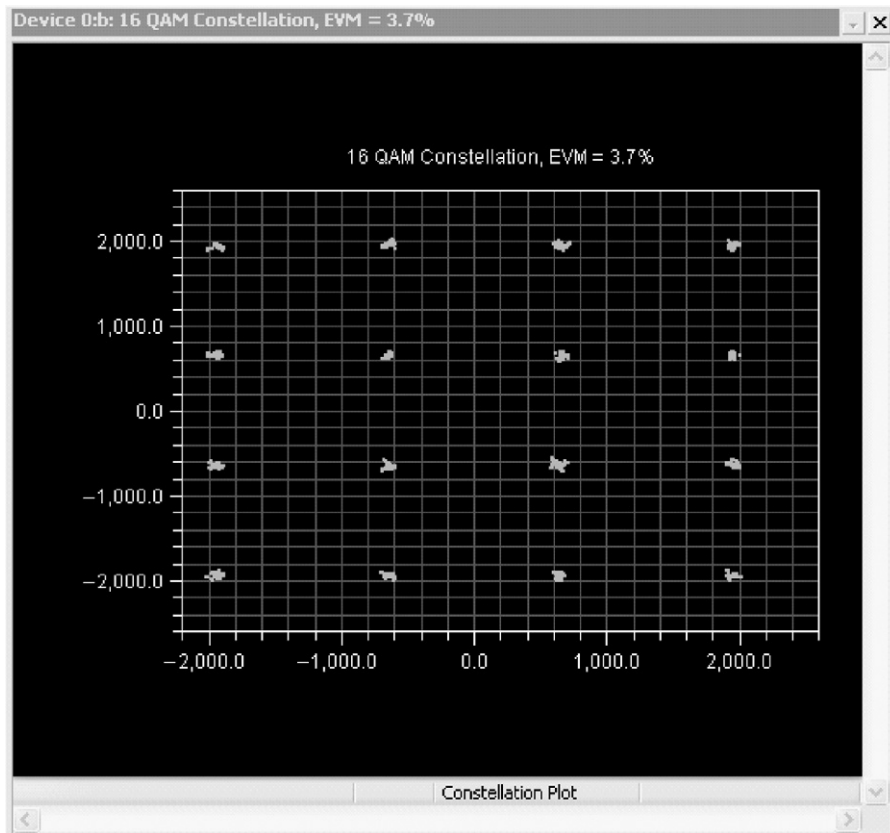 Device 0:b: 16 QAM Constellation, EVM = 3.7%
16 QAM Constellation, EVM = 3.7%
2,000.0
1,000.0
0.0
−1,000.0
−2,000.0
−2,000.0 −1,000.0 0.0 1,000.0 2,000.0
Constellation Plot